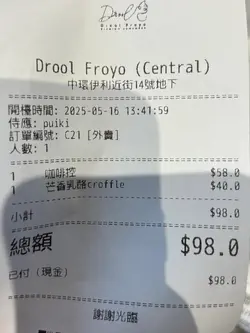 Drool
Drool Froyo
Drool Froyo (Central)
中環伊利近街14號地下
開檯時間: 2025-05-16 13:41:59
侍應: puiki
訂單編號: C21 [外賣]
人數: 1
1 咖啡控 $58.0
1 芒香乳酪croffle $40.0
小計 $98.0
總額 $98.0
已付 (現金) $98.0
謝謝光臨